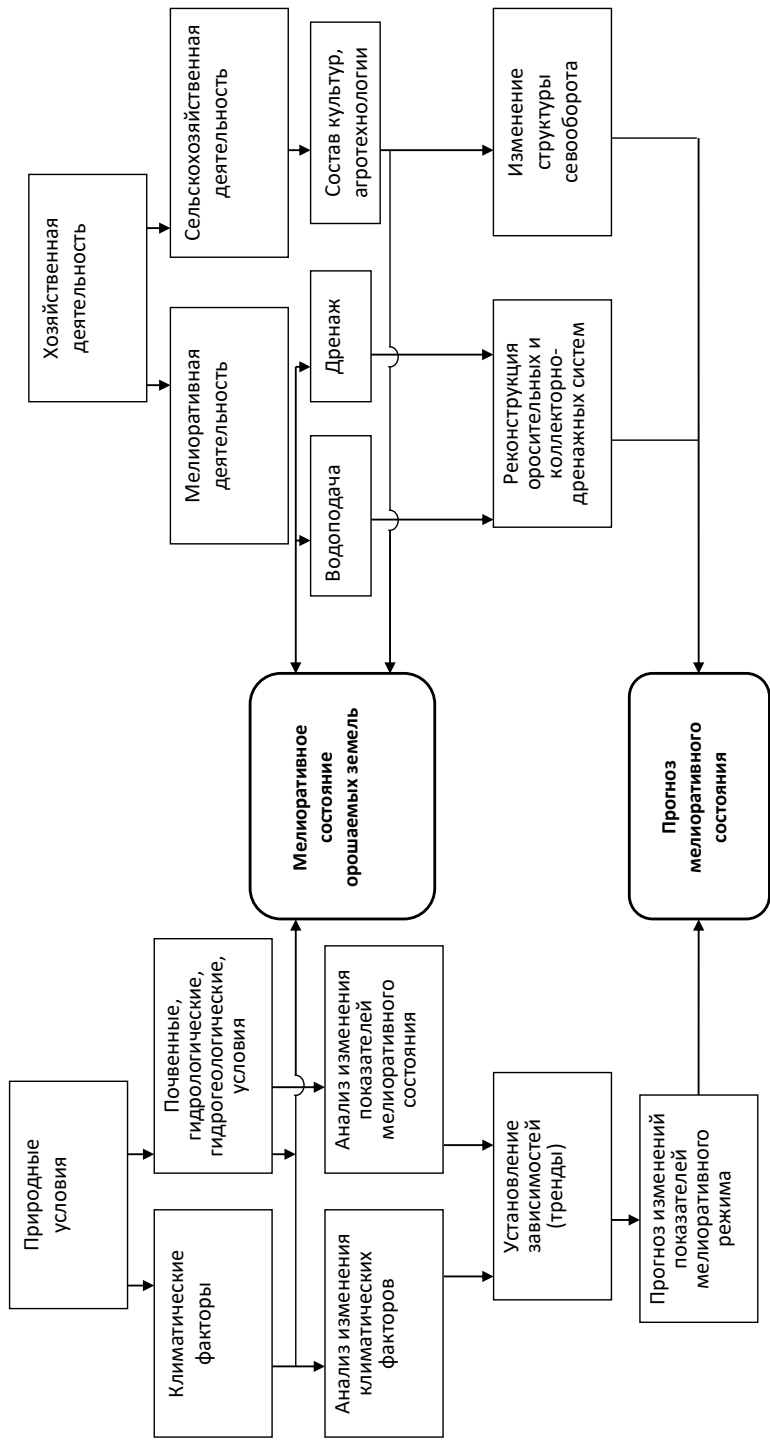 Природные
условия
Хозяйственная
деятельность
Климатические
факторы
Почвенные,
гидрологические,
гидрогеологические,
условия
Мелиоративная
деятельность
Сельскохозяйственная
деятельность
Мелиоративное
состояние
орошаемых земель
Водоподача
Дренаж
Состав культур,
агротехнологии
Анализ изменения
климатических
факторов
Анализ изменения
показателей
мелиоративного
состояния
Установление
зависимостей
(тренды)
Реконструкция
оросительных и
коллекторно-
дренажных систем
Изменение
структуры
севооборота
Прогноз изменений
показателей
мелиоративного
режима
Прогноз
мелиоративного
состояния